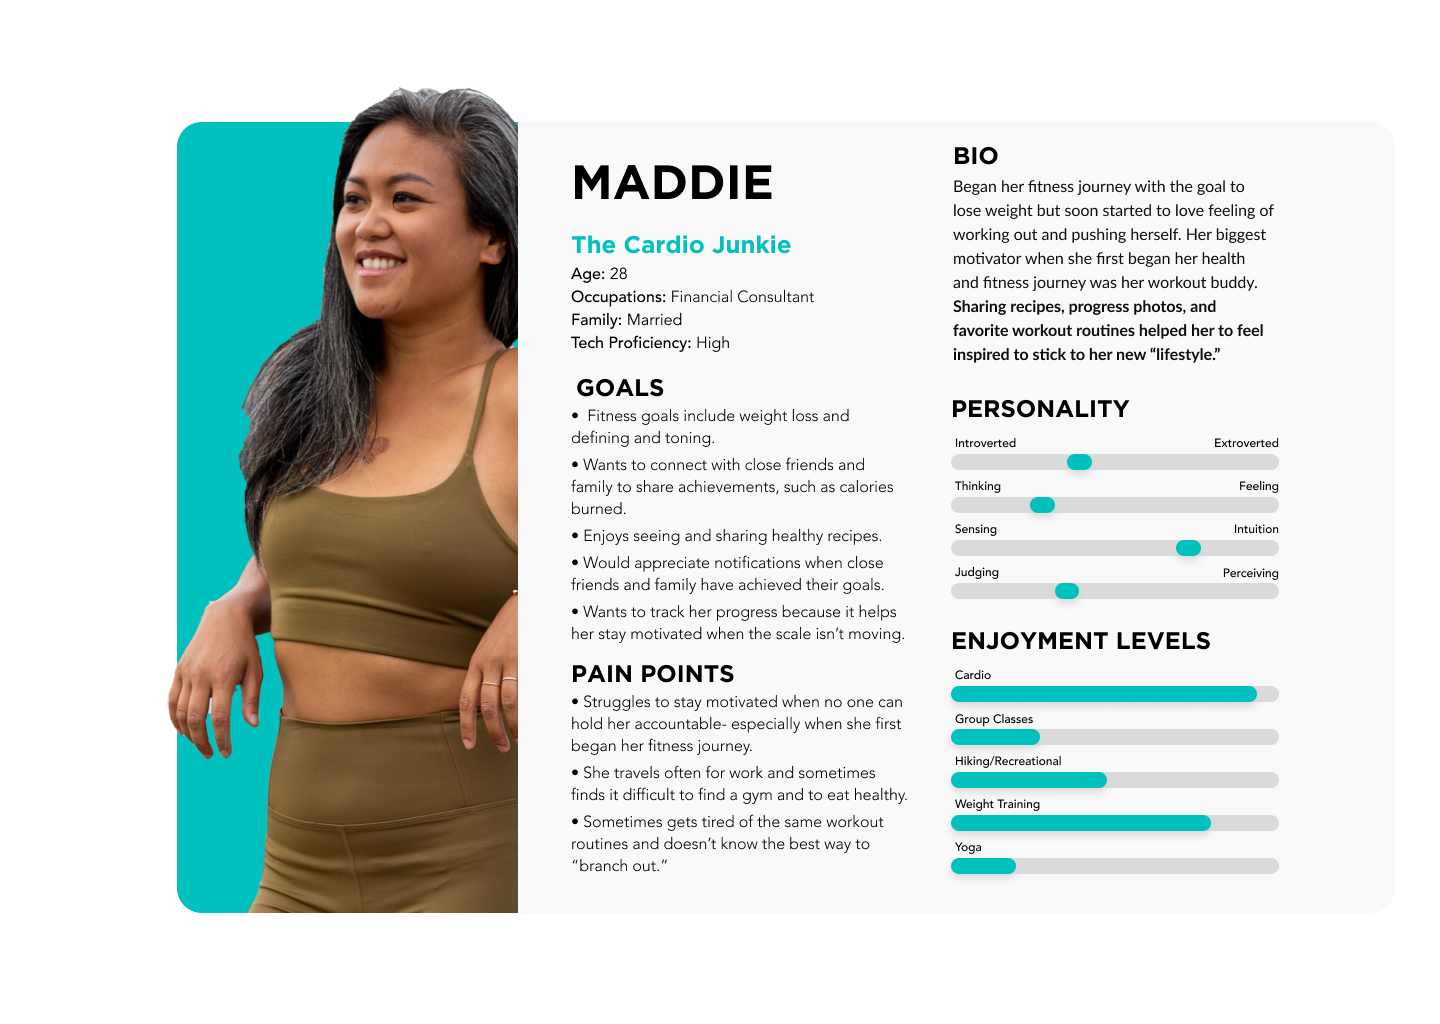 MADDIE
The Cardio Junkie
Age: 28
Occupations: Financial Consultant
Family: Married
Tech Proficiency: High
GOALS
• Fitness goals include weight loss and
defining and toning.
• Wants to connect with close friends and
family to share achievements, such as calories
burned.
• Enjoys seeing and sharing healthy recipes.
• Would appreciate notifications when close
friends and family have achieved their goals.
• Wants to track her progress because it helps
her stay motivated when the scale isn’t moving.
PAIN POINTS
• Struggles to stay motivated when no one can
hold her accountable- especially when she first
began her fitness journey.
• She travels often for work and sometimes
finds it difficult to find a gym and to eat healthy.
• Sometimes gets tired of the same workout
routines and doesn’t know the best way to
“branch out.”
BIO
Began her fitness journey with the goal to
lose weight but soon started to love feeling of
working out and pushing herself. Her biggest
motivator when she first began her health
and fitness journey was her workout buddy.
Sharing recipes, progress photos, and
favorite workout routines helped her to feel
inspired to stick to her new “lifestyle.”
PERSONALITY
Introverted Extroverted
Thinking Feeling
Sensing Intuition
Judging Perceiving
ENJOYMENT LEVELS
Cardio
Group Classes
Hiking/Recreational
Weight Training
Yoga